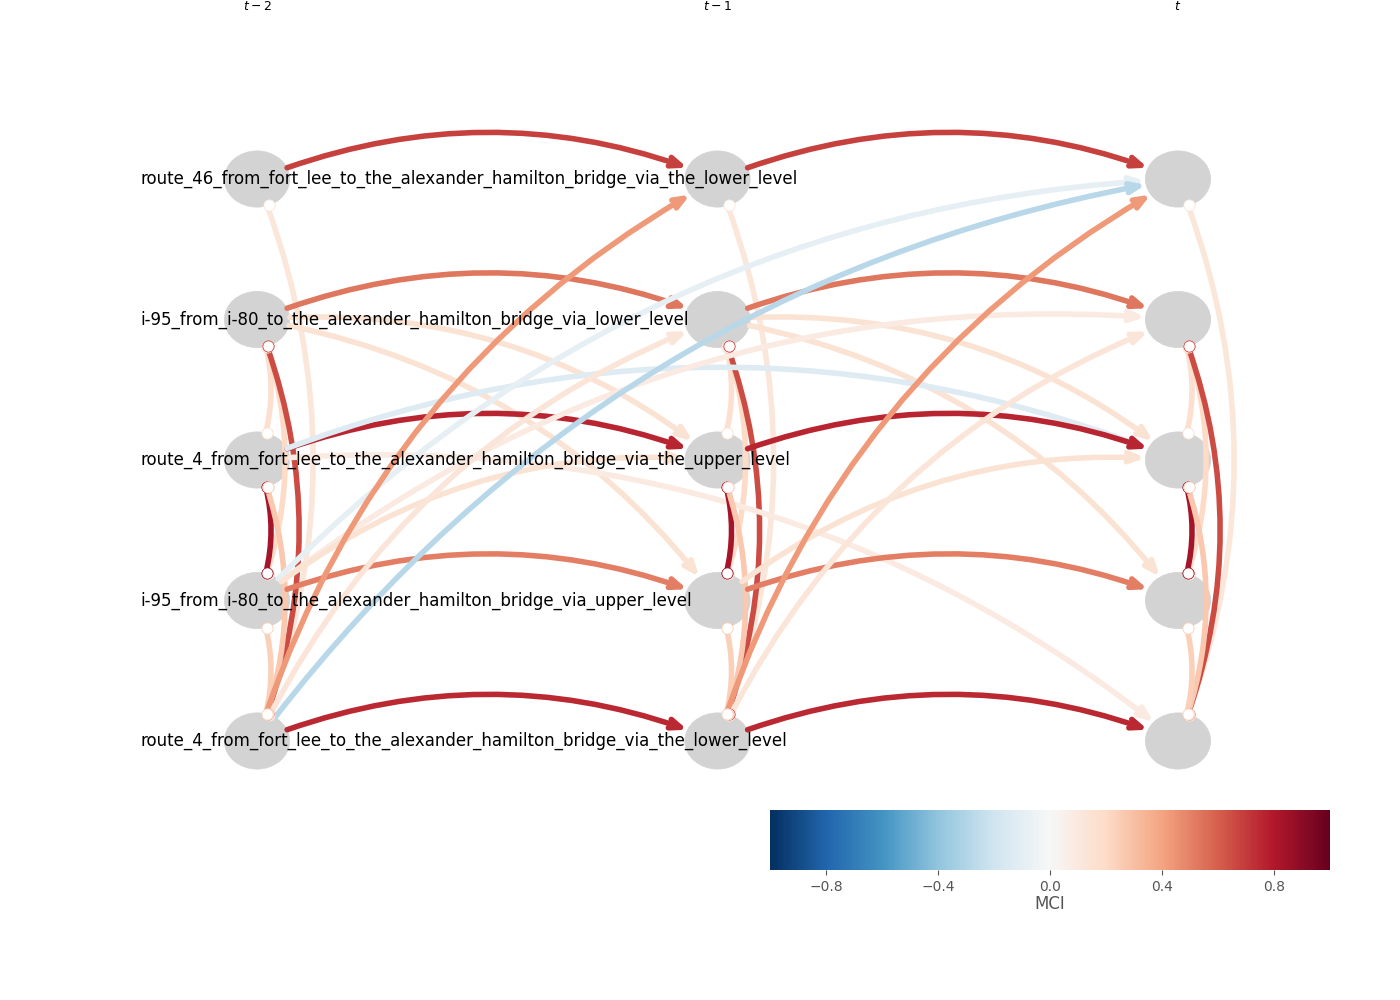 t − 2 t − 1 t
route_46_from_fort_lee_to_the_alexander_hamilton_bridge_via_the_lower_level
i-95_from_i-80_to_the_alexander_hamilton_bridge_via_lower_level
route_4_from_fort_lee_to_the_alexander_hamilton_bridge_via_the_upper_level
i-95_from_i-80_to_the_alexander_hamilton_bridge_via_upper_level
route_4_from_fort_lee_to_the_alexander_hamilton_bridge_via_the_lower_level
−0.8 −0.4 0.0 0.4 0.8
MCI